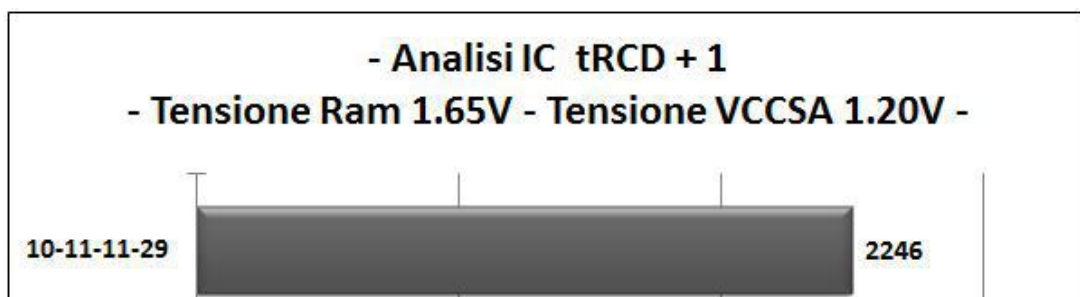 - Analisi IC tRCD + 1
- Tensione Ram 1.65V - Tensione VCCSA 1.20V -
10-11-11-29 2246